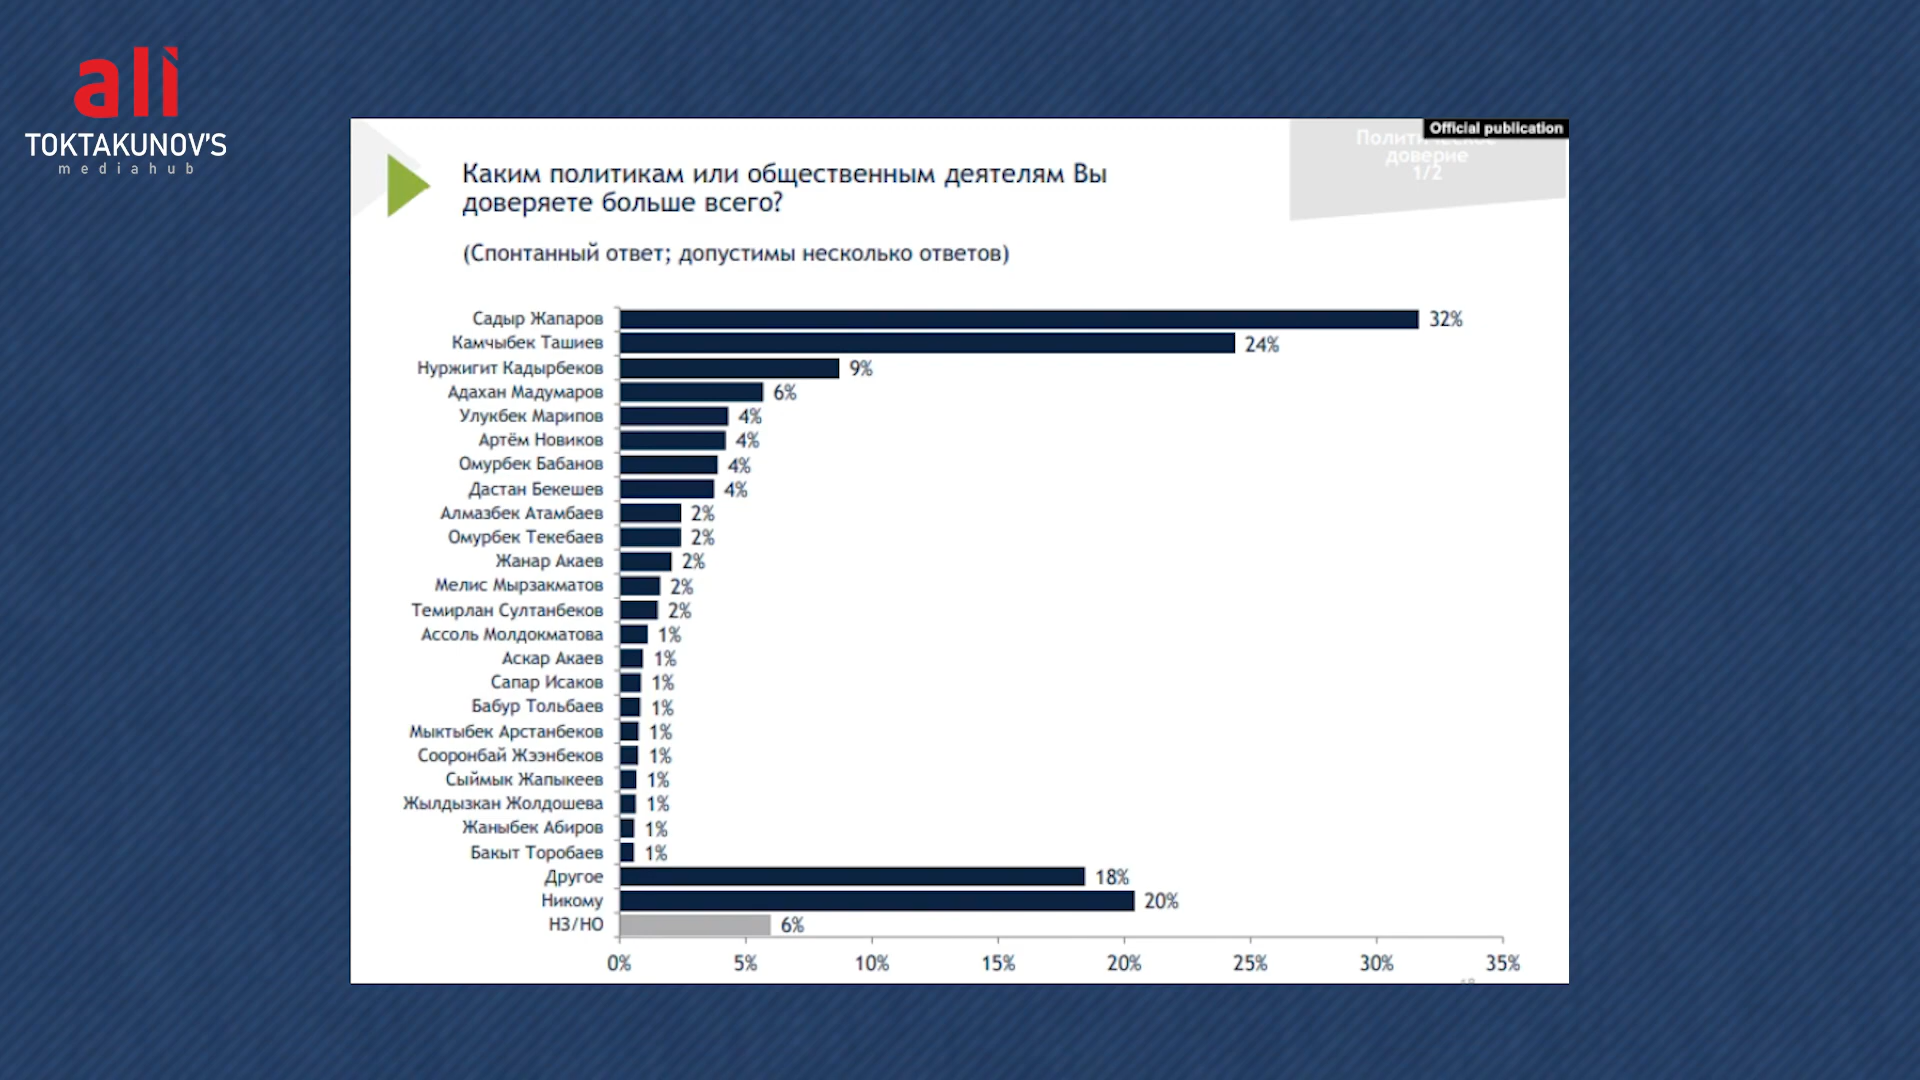 ali
TOKTAKUNOV'S
mediahub
Official publication
Политическое
доверие
1/2
Каким политикам или общественным деятелям Вы
доверяете больше всего?
(Спонтанный ответ; допустимы несколько ответов)
Садыр Жапаров 32%
Камчыбек Ташиев 24%
Нуржигит Кадырбеков 9%
Адахан Мадумаров 6%
Улукбек Марипов 4%
Артём Новиков 4%
Омурбек Бабанов 4%
Дастан Бекешев 4%
Алмазбек Атамбаев 2%
Омурбек Текебаев 2%
Жанар Акаев 2%
Мелис Мырзакматов 2%
Темирлан Султанбеков 2%
Ассоль Молдокматова 1%
Аскар Акаев 1%
Сапар Исаков 1%
Бабур Тольбаев 1%
Мыктыбек Арстанбеков 1%
Сооронбай Жээнбеков 1%
Сыймык Жапыкеев 1%
Жылдызкан Жолдошева 1%
Жаныбек Абиров 1%
Бакыт Торобаев 1%
Другое 18%
Никому 20%
НЗ/НО 6%
0% 5% 10% 15% 20% 25% 30% 35%